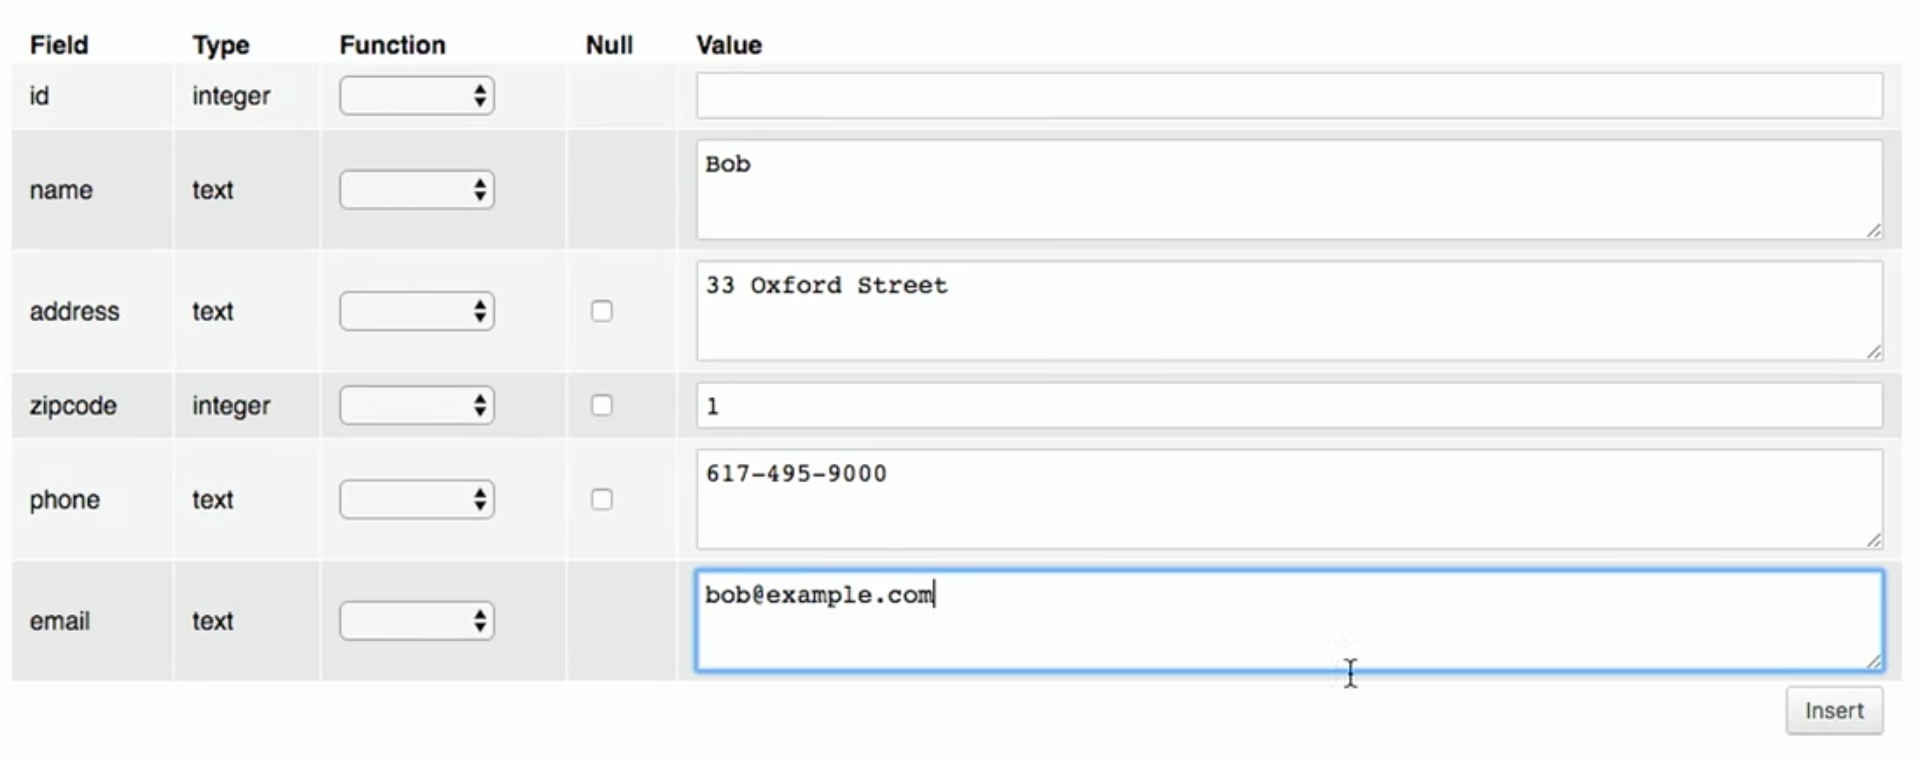 Field Type Function Null Value
id integer
name text Bob
address text 33 Oxford Street
zipcode integer 1
phone text 617-495-9000
email text bob@example.com
Insert